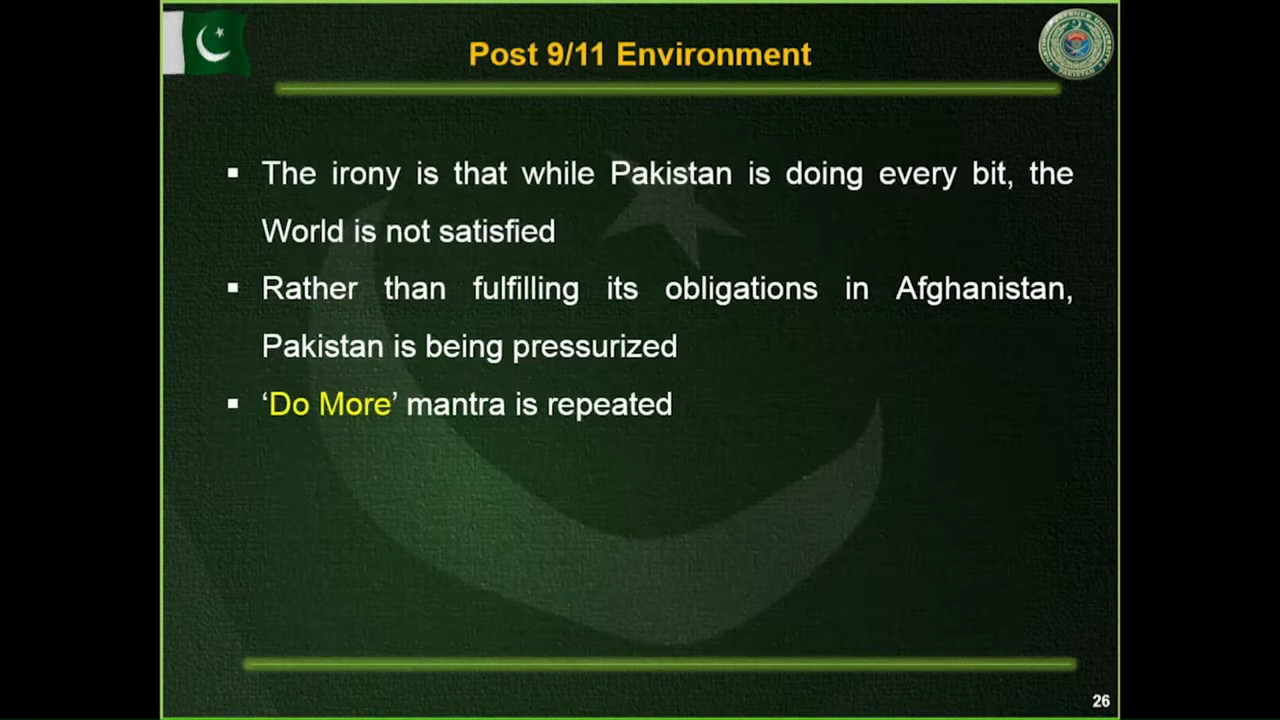 Post 9/11 Environment
▪ The irony is that while Pakistan is doing every bit, the
World is not satisfied
▪ Rather than fulfilling its obligations in Afghanistan,
Pakistan is being pressurized
▪ ‘Do More’ mantra is repeated
26